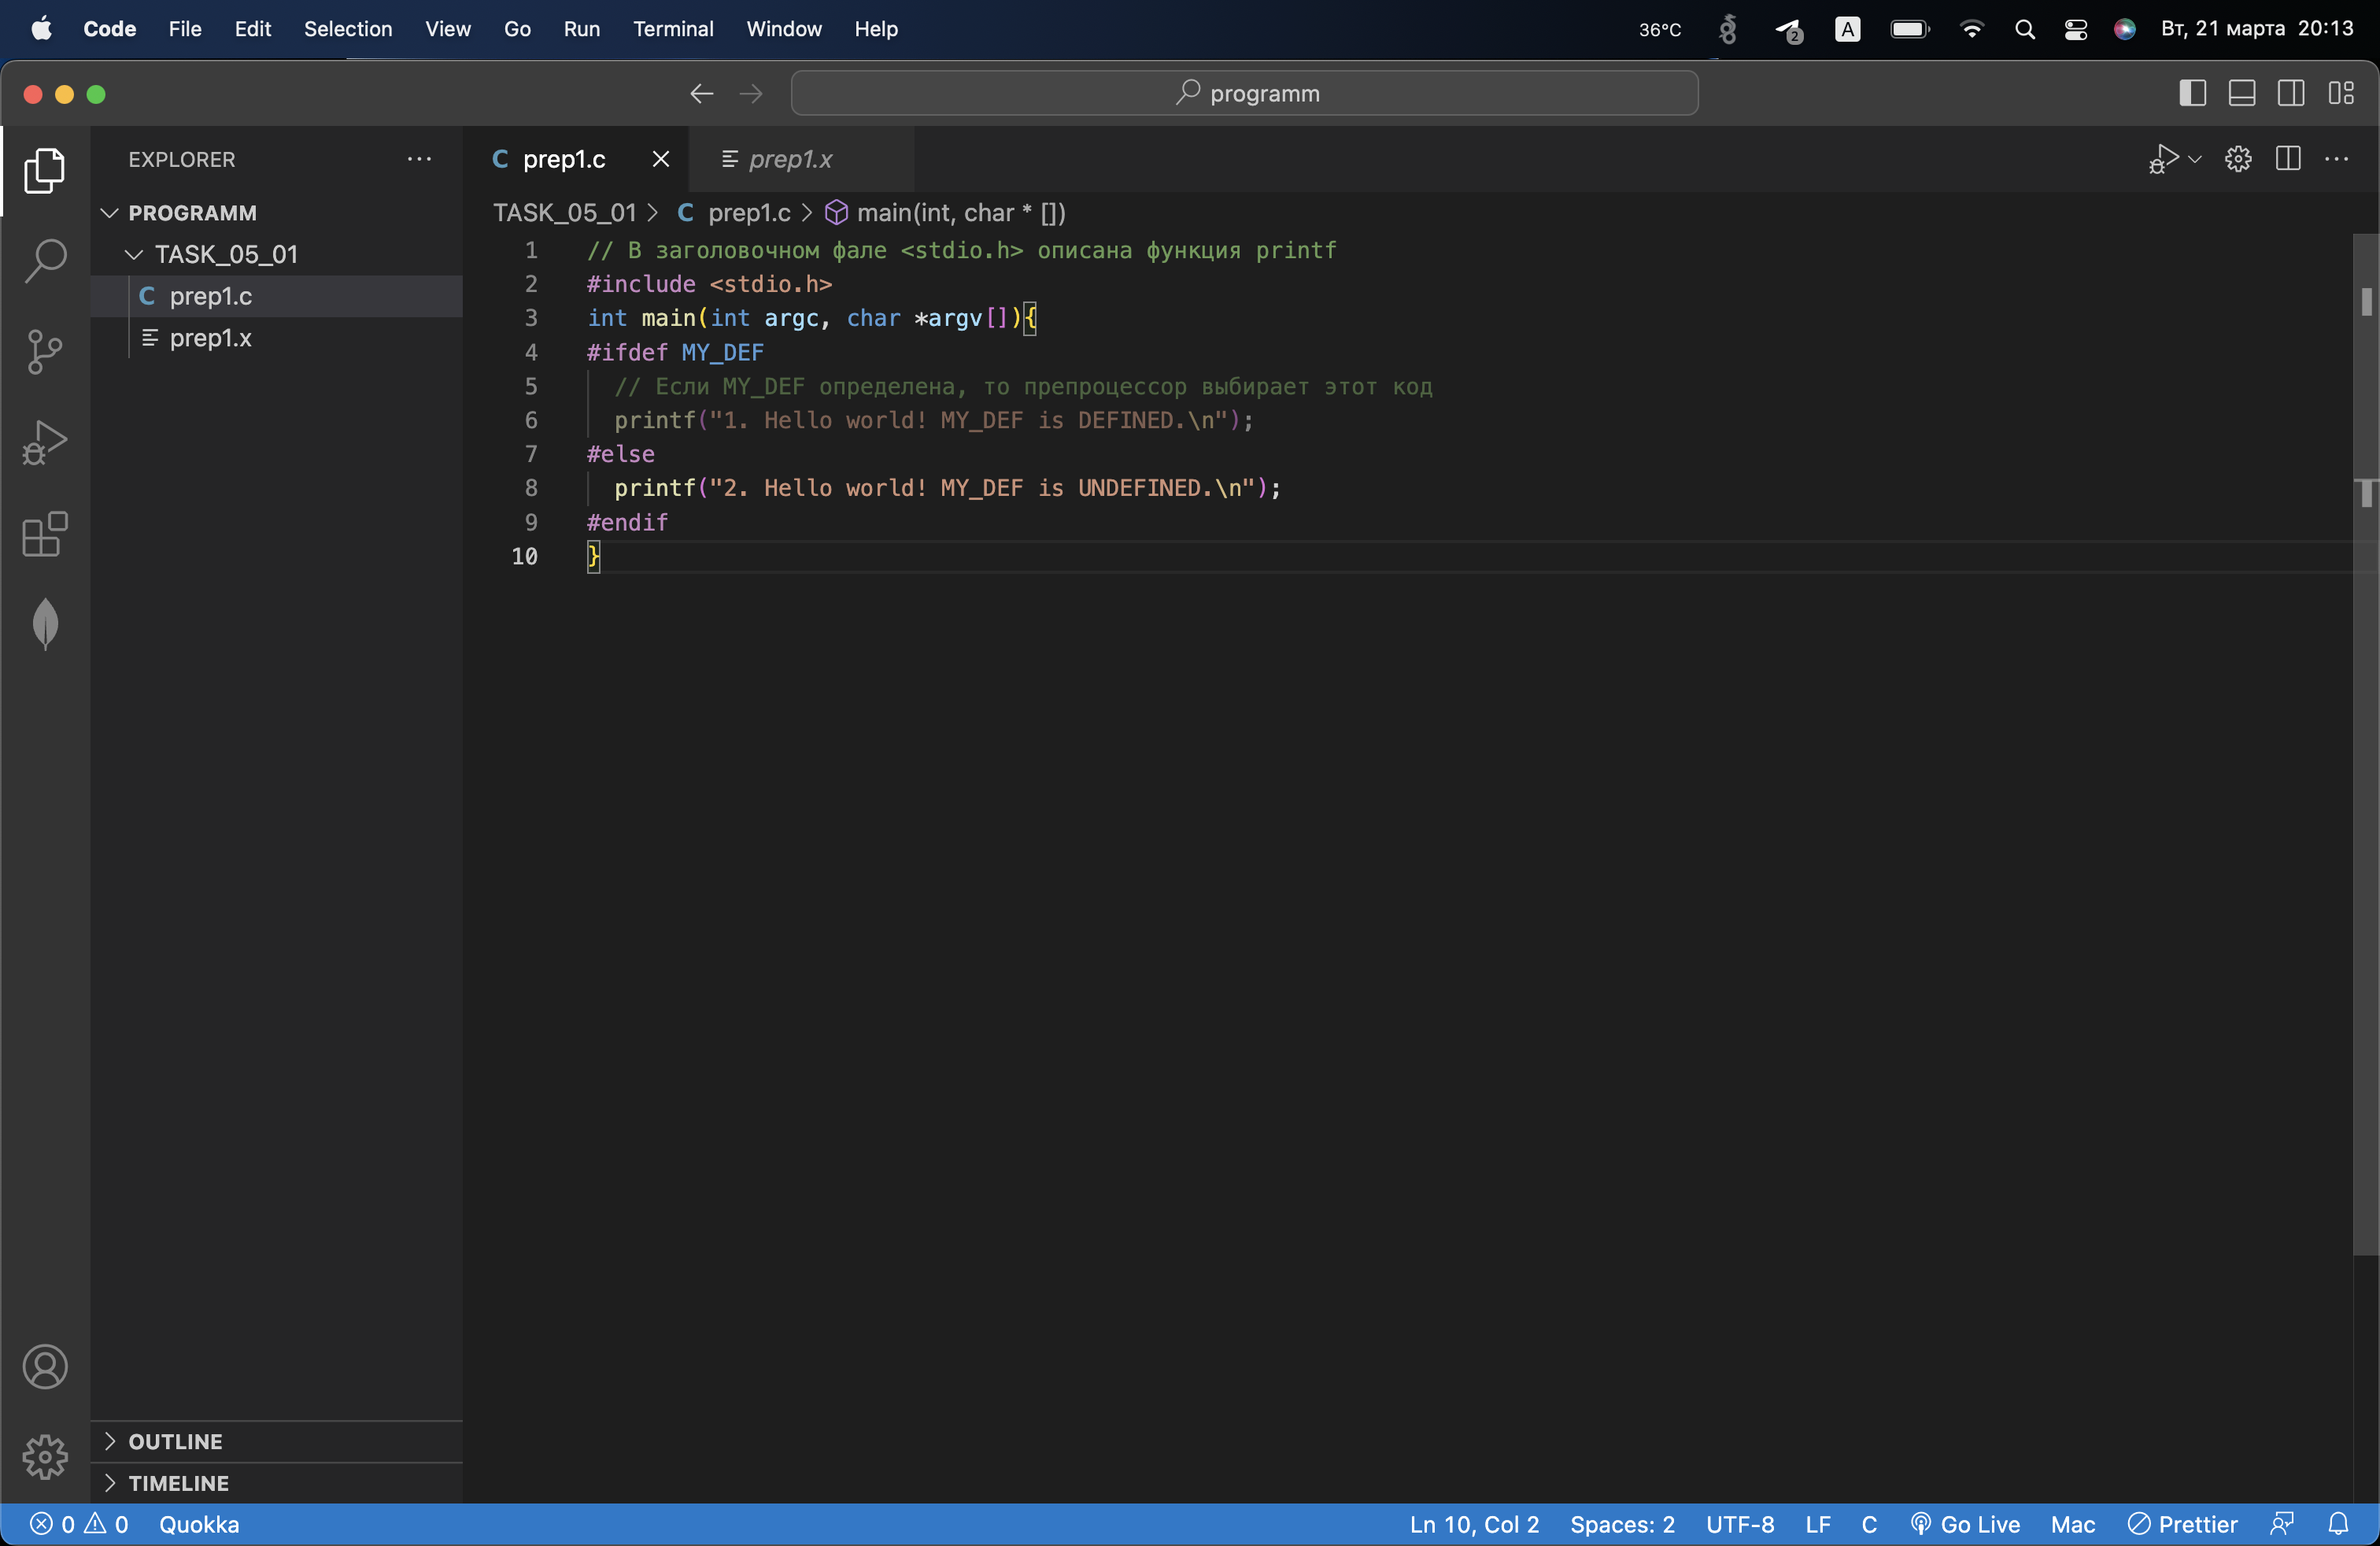 Code File Edit Selection View Go Run Terminal Window Help 36°C 2 A Вт, 21 марта 20:13
programm
EXPLORER
PROGRAMM
TASK_05_01
prep1.c
prep1.x
OUTLINE
TIMELINE
prep1.c prep1.x
TASK_05_01 > C prep1.c > main(int, char * [])
1 // В заголовочном фале <stdio.h> описана функция printf
2 #include <stdio.h>
3 int main(int argc, char *argv[]){
4 #ifdef MY_DEF
5 // Если MY_DEF определена, то препроцессор выбирает этот код
6 printf("1. Hello world! MY_DEF is DEFINED.\n");
7 #else
8 printf("2. Hello world! MY_DEF is UNDEFINED.\n");
9 #endif
10 }
0 0 Quokka Ln 10, Col 2 Spaces: 2 UTF-8 LF C Go Live Mac Prettier